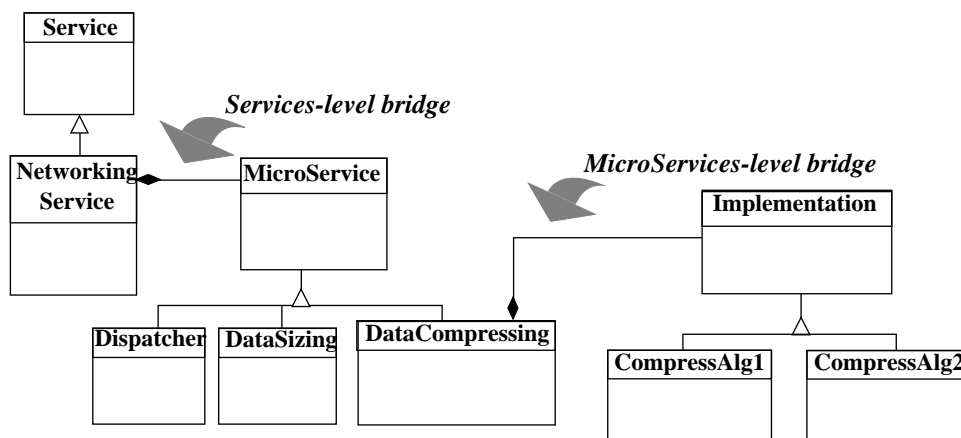 Service
Services-level bridge
Networking
Service
MicroService
MicroServices-level bridge
Implementation
Dispatcher
DataSizing
DataCompressing
CompressAlg1
CompressAlg2